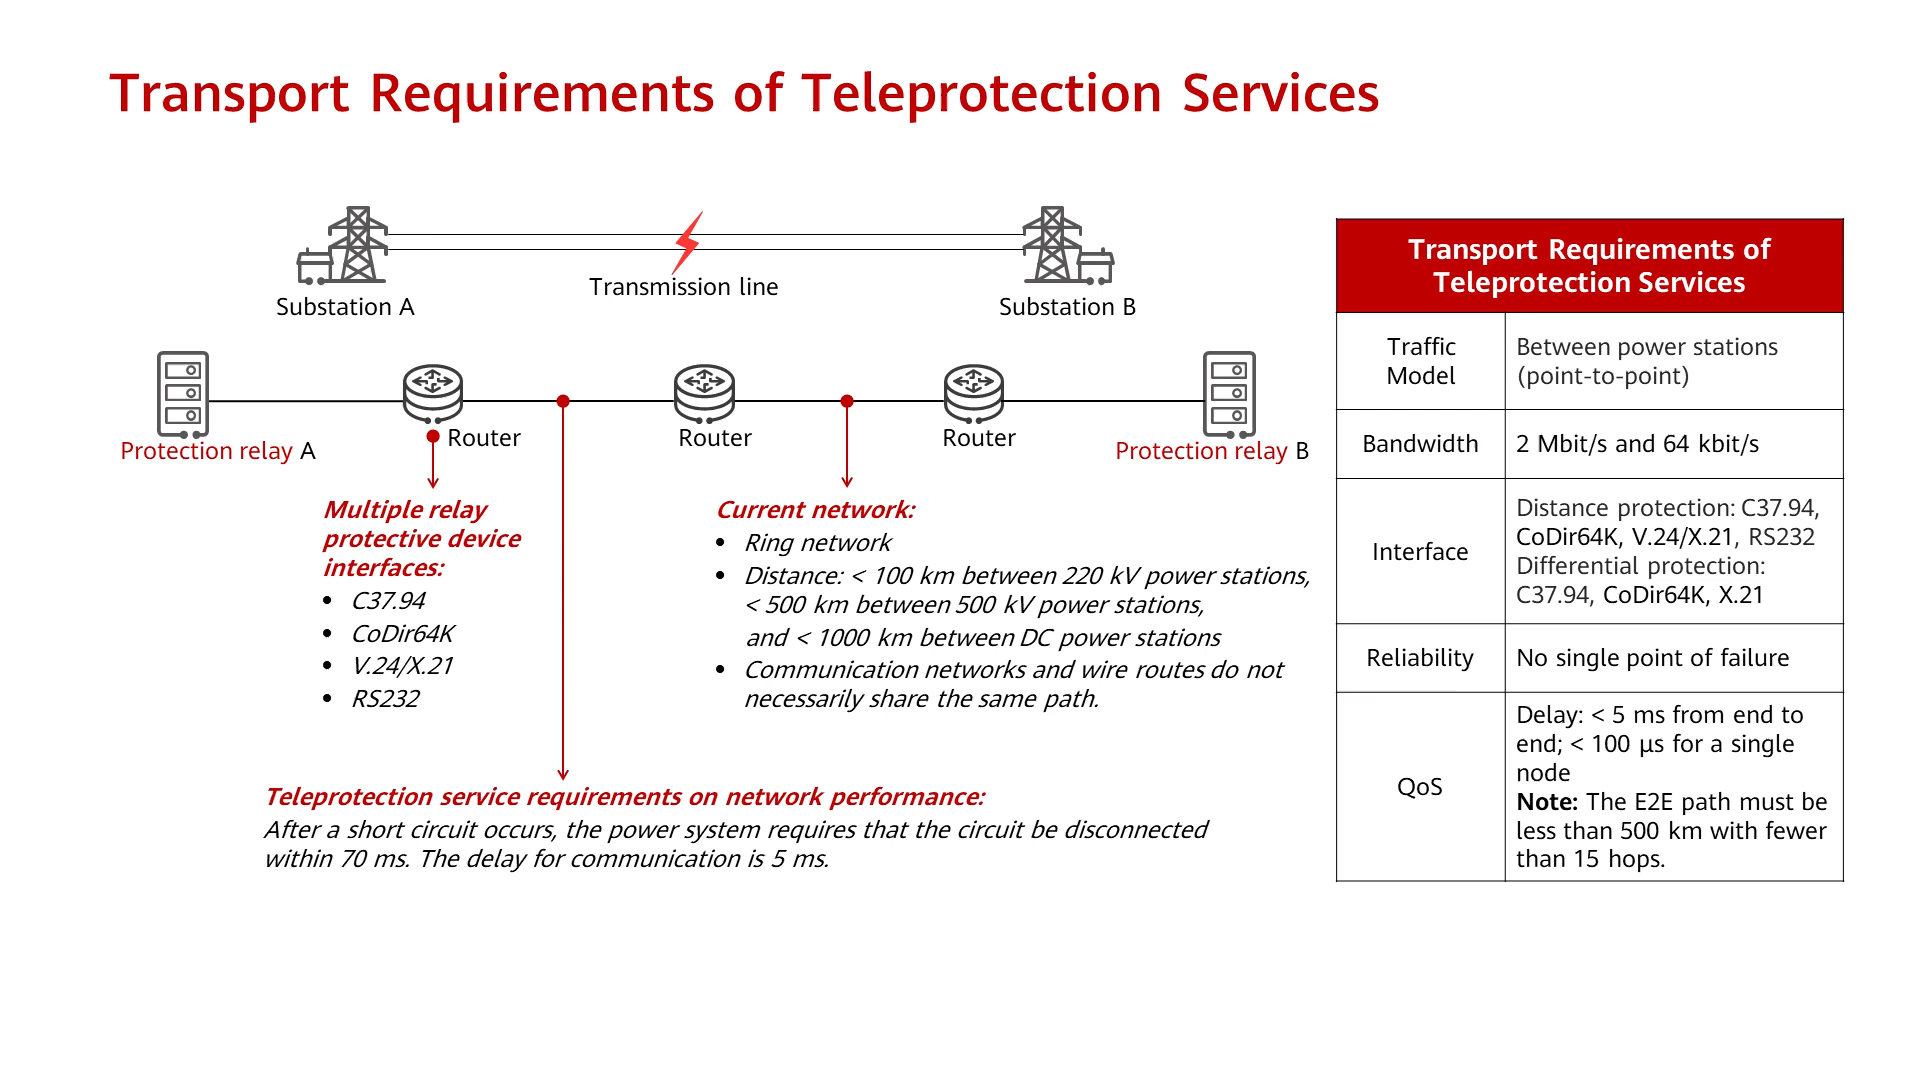 Transport Requirements of Teleprotection Services
Substation A
Transmission line
Substation B
Protection relay A
Router
Router
Router
Protection relay B
Multiple relay
protective device
interfaces:
• C37.94
• CoDir64K
• V.24/X.21
• RS232
Current network:
• Ring network
• Distance: < 100 km between 220 kV power stations,
< 500 km between 500 kV power stations,
and < 1000 km between DC power stations
• Communication networks and wire routes do not
necessarily share the same path.
Teleprotection service requirements on network performance:
After a short circuit occurs, the power system requires that the circuit be disconnected
within 70 ms. The delay for communication is 5 ms.
Transport Requirements of
Teleprotection Services
Traffic
Model
Between power stations
(point-to-point)
Bandwidth
2 Mbit/s and 64 kbit/s
Interface
Distance protection: C37.94,
CoDir64K, V.24/X.21, RS232
Differential protection:
C37.94, CoDir64K, X.21
Reliability
No single point of failure
QoS
Delay: < 5 ms from end to
end; < 100 μs for a single
node
Note: The E2E path must be
less than 500 km with fewer
than 15 hops.